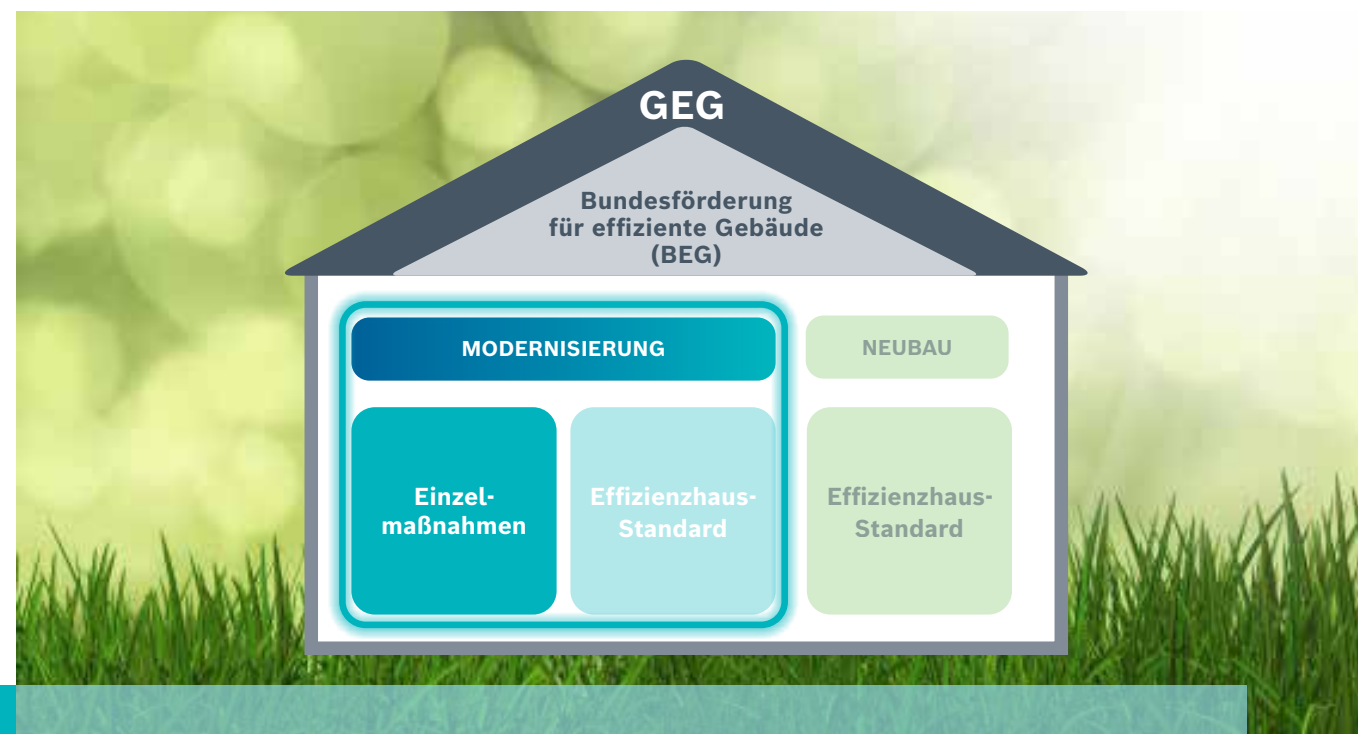 GEG
Bundesförderung
für effiziente Gebäude
(BEG)
MODERNISIERUNG
NEUBAU
Einzel-
maßnahmen
Effizienzhaus-
Standard
Effizienzhaus-
Standard